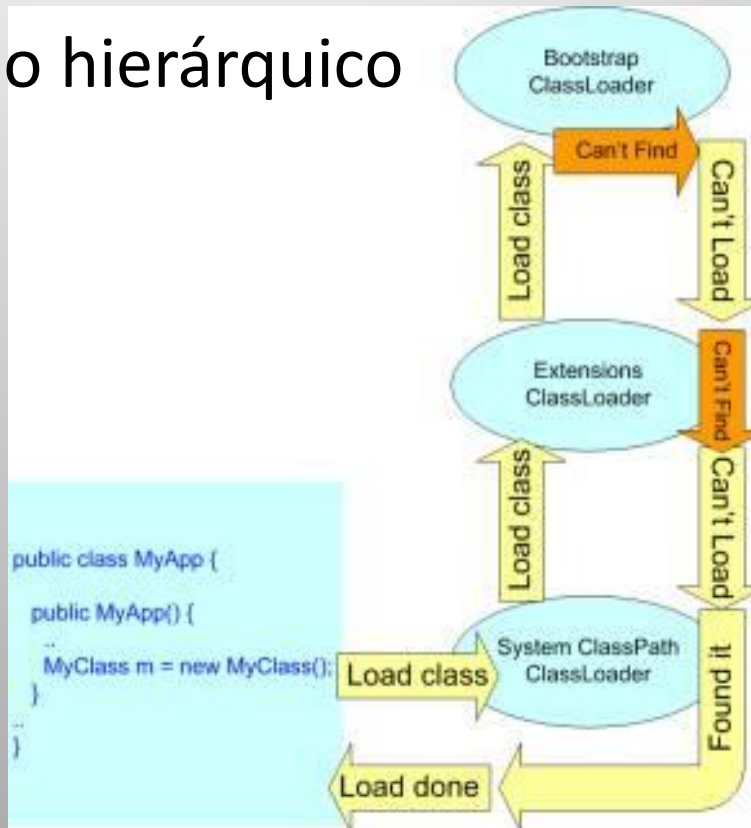 o hierárquico
Bootstrap
ClassLoader
Can't Find
Load class
Can't Load
Extensions
ClassLoader
Can't Find
Load class
Can't Load
public class MyApp {
public MyApp() {
..
MyClass m = new MyClass();
}
..
}
Load class
System ClassPath
ClassLoader
Found it
Load done